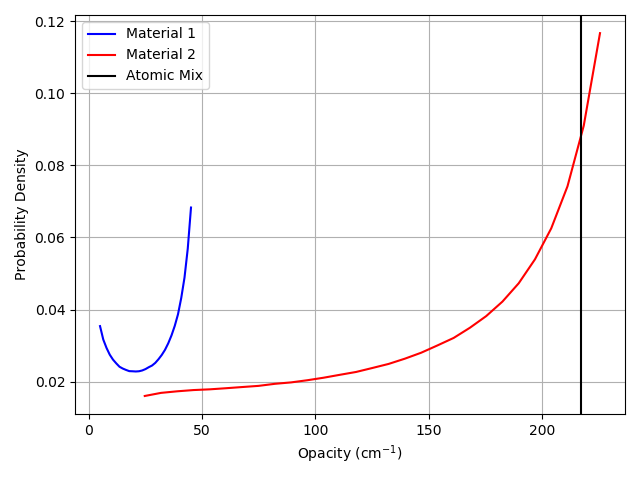 0.12
0.10
0.08
0.06
0.04
0.02
Probability Density
Material 1
Material 2
Atomic Mix
0 50 100 150 200
Opacity (cm⁻¹)